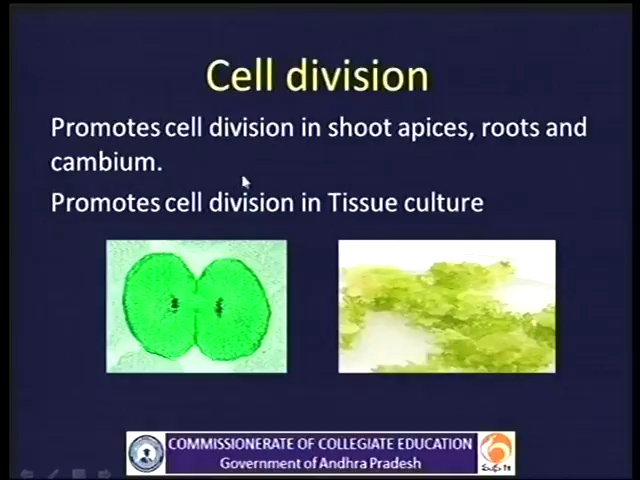 Cell division
Promotes cell division in shoot apices, roots and
cambium.
Promotes cell division in Tissue culture
COMMISSIONERATE OF COLLEGIATE EDUCATION
Government of Andhra Pradesh